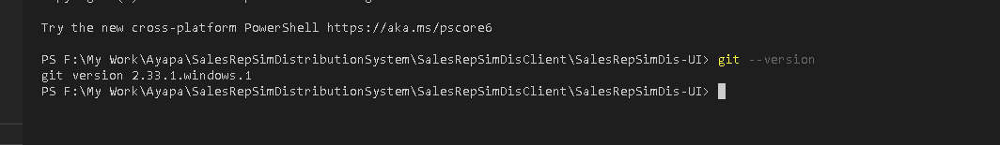 Try the new cross-platform PowerShell https://aka.ms/pscore6
PS F:\My Work\Ayapa\SalesRepSimDistributionSystem\SalesRepSimDisClient\SalesRepSimDis-UI> git --version
git version 2.33.1.windows.1
PS F:\My Work\Ayapa\SalesRepSimDistributionSystem\SalesRepSimDisClient\SalesRepSimDis-UI>